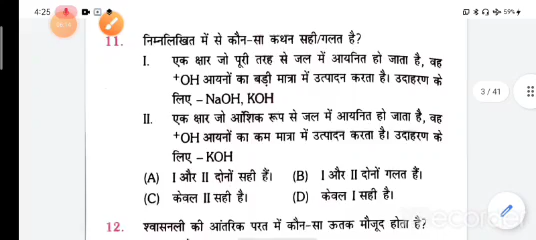 4:25
59%
11. निम्नलिखित में से कौन-सा कथन सही/गलत है?
I. एक क्षार जो पूरी तरह से जल में आयनित हो जाता है, वह
⁺OH आयनों का बड़ी मात्रा में उत्पादन करता है। उदाहरण के
लिए – NaOH, KOH
3 / 41
II. एक क्षार जो आंशिक रूप से जल में आयनित हो जाता है, वह
⁺OH आयनों का कम मात्रा में उत्पादन करता है। उदाहरण के
लिए – KOH
(A) I और II दोनों सही हैं। (B) I और II दोनों गलत हैं।
(C) केवल II सही है। (D) केवल I सही है।
12. श्वासनली की आंतरिक परत में कौन-सा ऊतक मौजूद होता है?